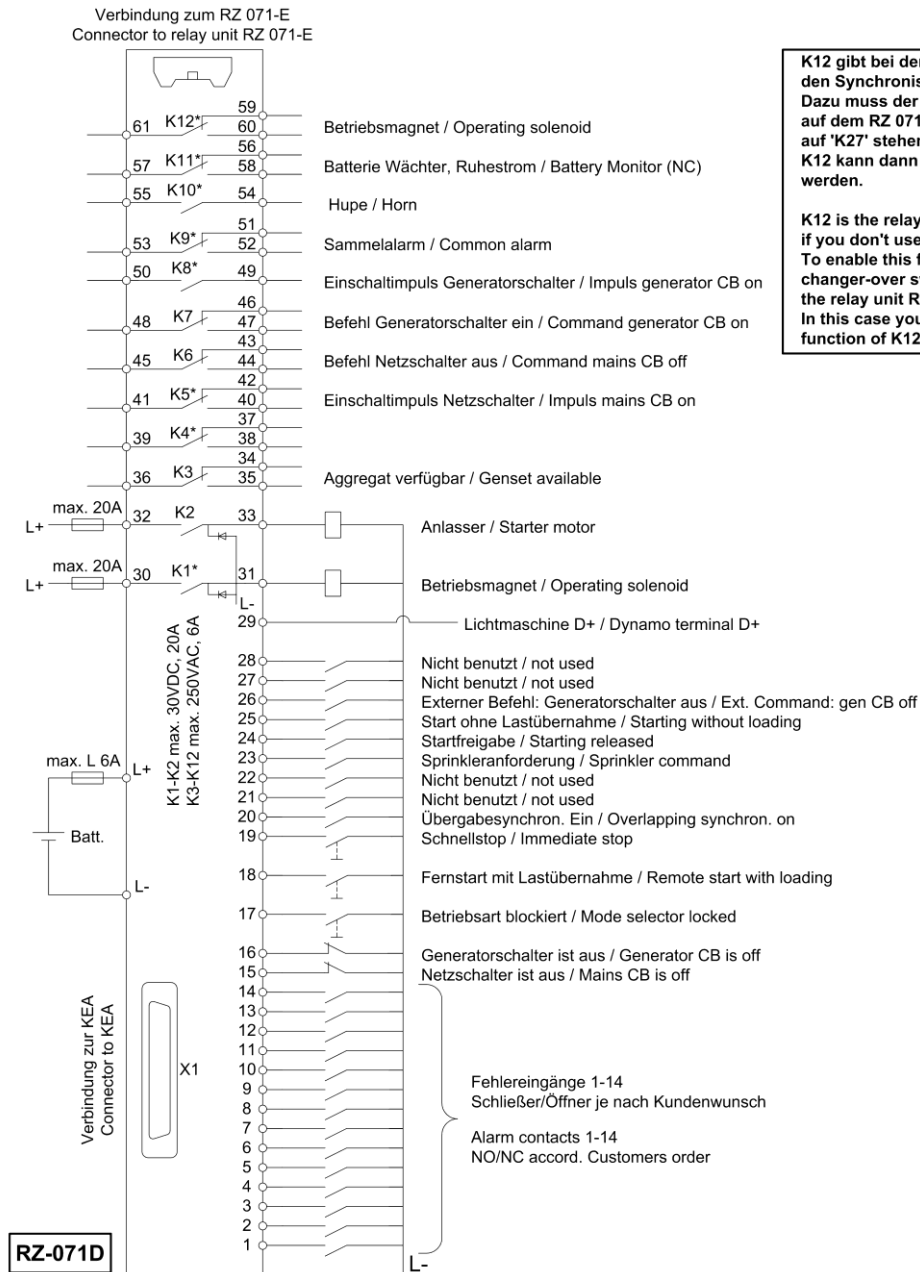 Verbindung zum RZ 071-E
Connector to relay unit RZ 071-E
K12 gibt bei der
den Synchronis
Dazu muss der
auf dem RZ 071
auf 'K27' stehen
K12 kann dann
werden.
K12 is the relay
if you don't use
To enable this f
changer-over s
the relay unit R
In this case you
function of K12
59
61 K12* 60 Betriebsmagnet / Operating solenoid
56
57 K11* 58 Batterie Wächter, Ruhestrom / Battery Monitor (NC)
55 K10* 54 Hupe / Horn
51
53 K9* 52 Sammelalarm / Common alarm
50 K8* 49 Einschaltimpuls Generatorschalter / Impuls generator CB on
46
48 K7 47 Befehl Generatorschalter ein / Command generator CB on
43
45 K6 44 Befehl Netzschalter aus / Command mains CB off
42
41 K5* 40 Einschaltimpuls Netzschalter / Impuls mains CB on
37
39 K4* 38
34
36 K3 35 Aggregat verfügbar / Genset available
max. 20A
L+ 32 K2 33 Anlasser / Starter motor
max. 20A
L+ 30 K1* 31 Betriebsmagnet / Operating solenoid
L-
29 Lichtmaschine D+ / Dynamo terminal D+
K1-K2 max. 30VDC, 20A
K3-K12 max. 250VAC, 6A
28 Nicht benutzt / not used
27 Nicht benutzt / not used
26 Externer Befehl: Generatorschalter aus / Ext. Command: gen CB off
25 Start ohne Lastübernahme / Starting without loading
24 Startfreigabe / Starting released
23 Sprinkleranforderung / Sprinkler command
max. L 6A L+
22 Nicht benutzt / not used
21 Nicht benutzt / not used
20 Übergabesynchron. Ein / Overlapping synchron. on
19 Schnellstop / Immediate stop
Batt.
18 Fernstart mit Lastübernahme / Remote start with loading
L-
17 Betriebsart blockiert / Mode selector locked
16 Generatorschalter ist aus / Generator CB is off
15 Netzschalter ist aus / Mains CB is off
14
13
12
11
10
9
8
7
6
5
4
3
2
1
Verbindung zur KEA
Connector to KEA
X1
Fehlereingänge 1-14
Schließer/Öffner je nach Kundenwunsch
Alarm contacts 1-14
NO/NC accord. Customers order
RZ-071D
L-